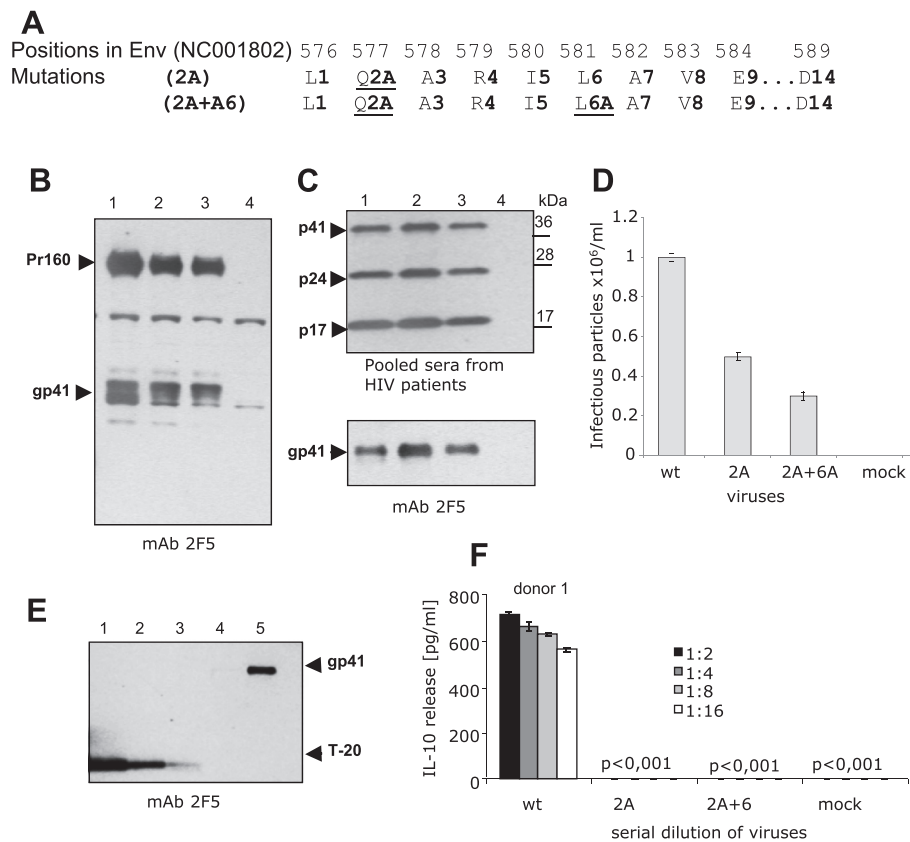 A
Positions in Env (NC001802) 576 577 578 579 580 581 582 583 584 589
Mutations (2A) L1 Q2A A3 R4 I5 L6 A7 V8 E9...D14
(2A+A6) L1 Q2A A3 R4 I5 L6A A7 V8 E9...D14
B
1 2 3 4
Pr160
gp41
mAb 2F5
C
1 2 3 4 kDa
p41
36
28
p24
17
p17
Pooled sera from
HIV patients
gp41
mAb 2F5
D
Infectious particles x10⁶/ml
1.2
1
0.8
0.6
0.4
0.2
0
wt 2A 2A+6A mock
viruses
E
1 2 3 4 5
gp41
T-20
mAb 2F5
F
donor 1
IL-10 release [pg/ml]
800
600
400
200
0
1:2
1:4
1:8
1:16
p<0,001 p<0,001 p<0,001
wt 2A 2A+6 mock
serial dilution of viruses